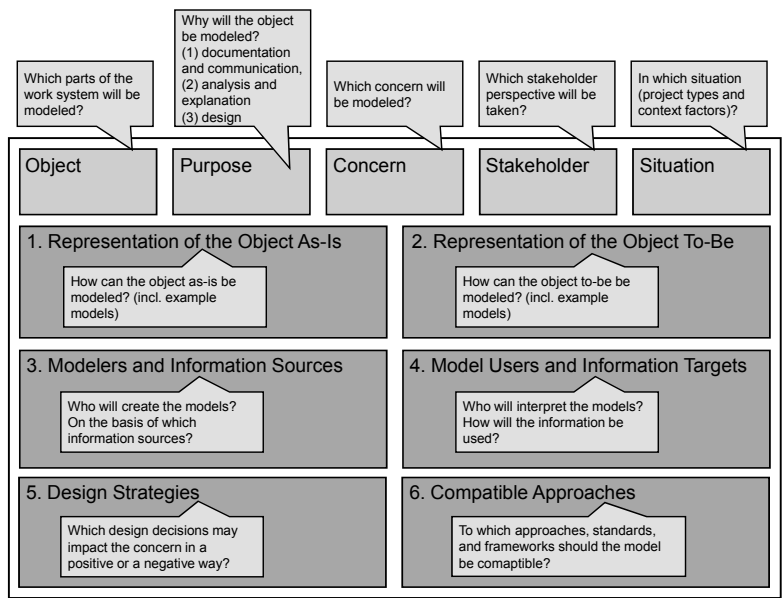 Why will the object
be modeled?
(1) documentation
and communication,
(2) analysis and
explanation
(3) design
Which parts of the
work system will be
modeled?
Which concern will
be modeled?
Which stakeholder
perspective will be
taken?
In which situation
(project types and
context factors)?
Object
Purpose
Concern
Stakeholder
Situation
1. Representation of the Object As-Is
How can the object as-is be
modeled? (incl. example
models)
2. Representation of the Object To-Be
How can the object to-be be
modeled? (incl. example
models)
3. Modelers and Information Sources
Who will create the models?
On the basis of which
information sources?
4. Model Users and Information Targets
Who will interpret the models?
How will the information be
used?
5. Design Strategies
Which design decisions may
impact the concern in a
positive or a negative way?
6. Compatible Approaches
To which approaches, standards,
and frameworks should the model
be comaptible?